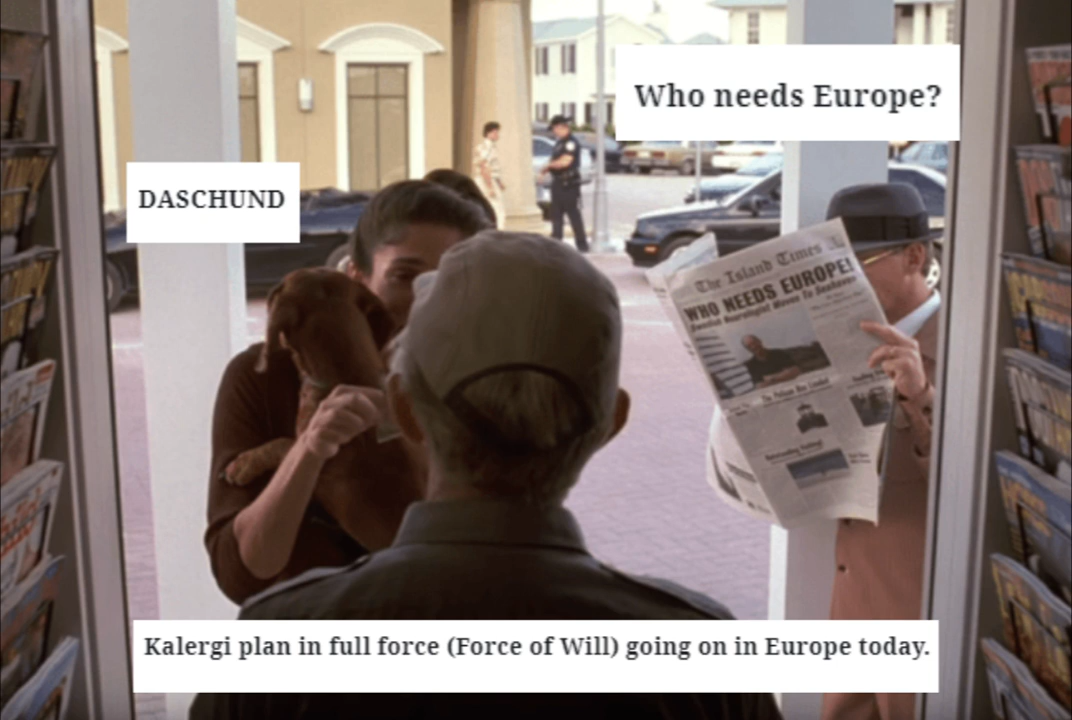 Who needs Europe?
DASCHUND
The Island Times
WHO NEEDS EUROPE!
Kalergi plan in full force (Force of Will) going on in Europe today.